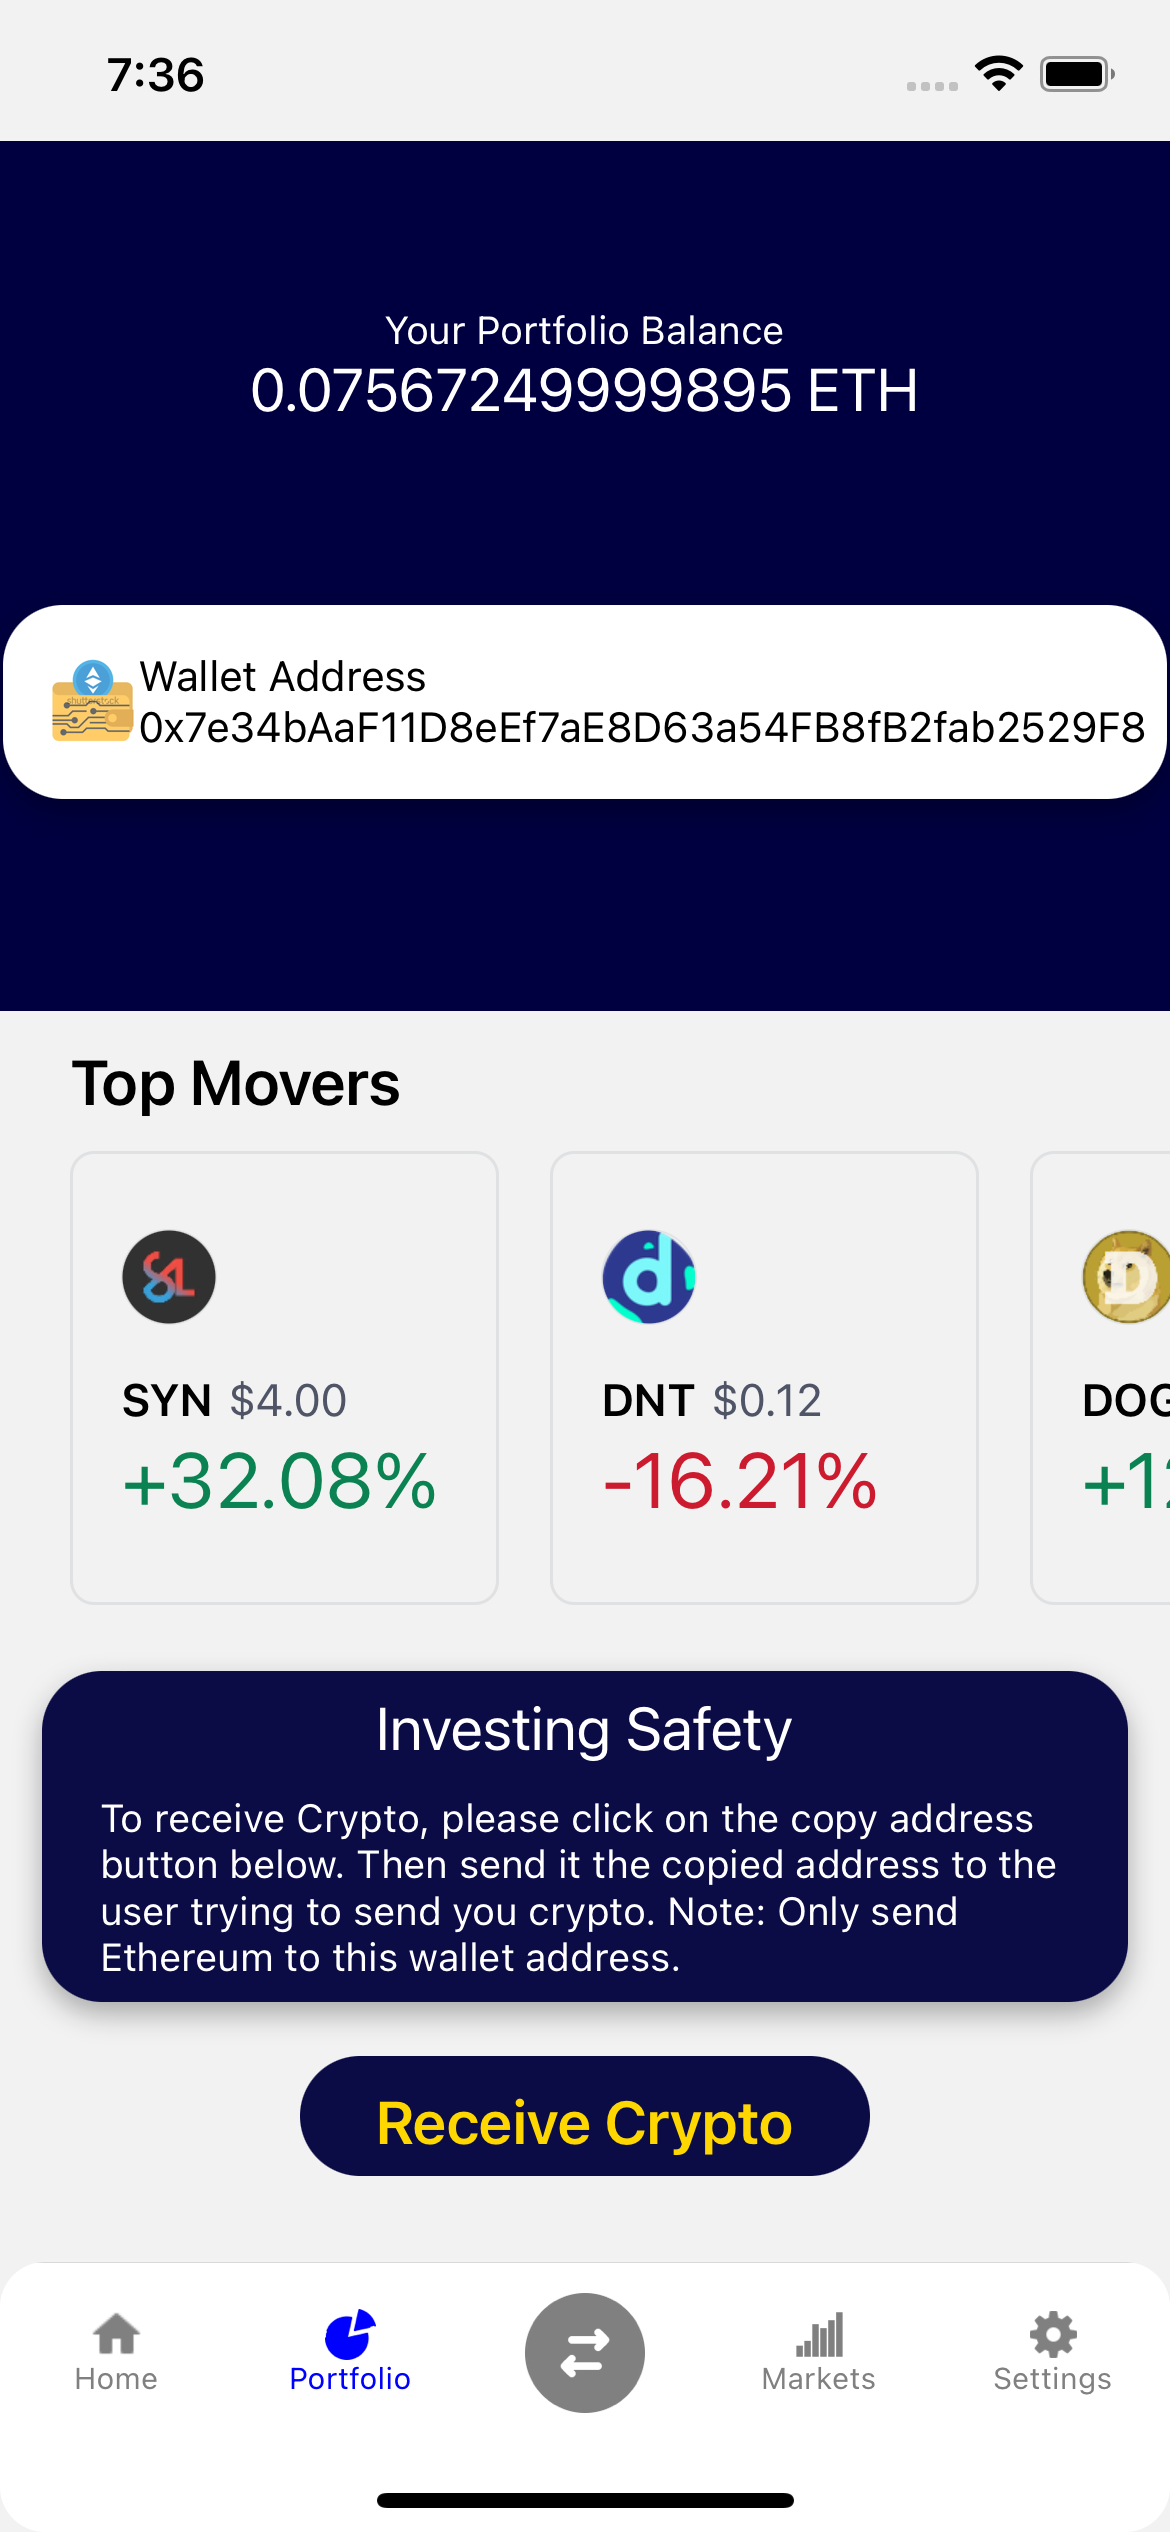 7:36
Your Portfolio Balance
0.07567249999895 ETH
Wallet Address
shutterstock
0x7e34bAaF11D8eEf7aE8D63a54FB8fB2fab2529F8
Top Movers
SYN $4.00
+32.08%
DNT $0.12
-16.21%
DOG
+12
Investing Safety
To receive Crypto, please click on the copy address
button below. Then send it the copied address to the
user trying to send you crypto. Note: Only send
Ethereum to this wallet address.
Receive Crypto
Home
Portfolio
Markets
Settings